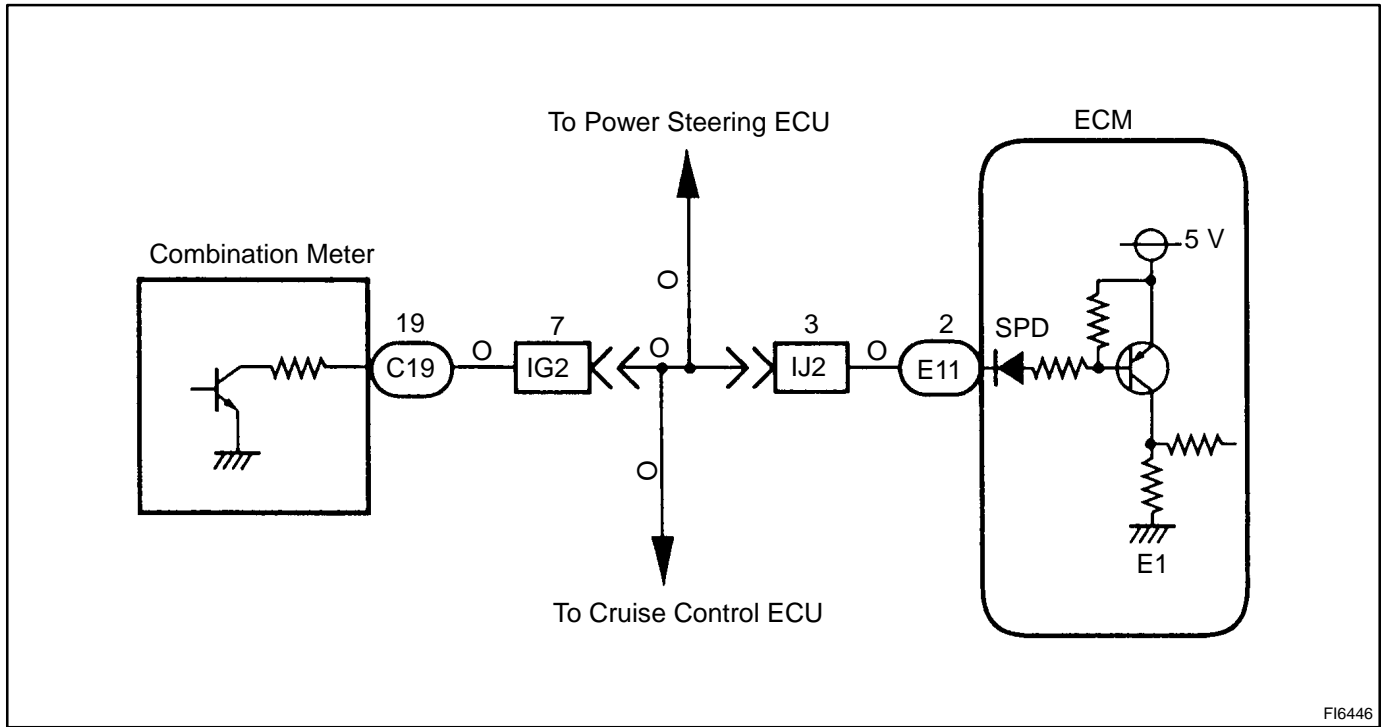 To Power Steering ECU
ECM
5 V
Combination Meter
19
C19
O
7
IG2
O
O
O
3
IJ2
O
2
E11
SPD
E1
To Cruise Control ECU
FI6446